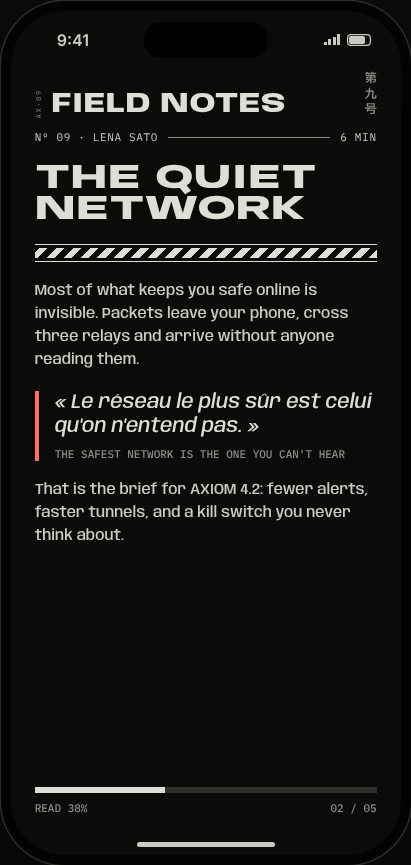 9:41
第九号
AX-09
FIELD NOTES
Nº 09 · LENA SATO
6 MIN
THE QUIET
NETWORK
Most of what keeps you safe online is
invisible. Packets leave your phone, cross
three relays and arrive without anyone
reading them.
« Le réseau le plus sûr est celui
qu'on n'entend pas. »
THE SAFEST NETWORK IS THE ONE YOU CAN'T HEAR
That is the brief for AXIOM 4.2: fewer alerts,
faster tunnels, and a kill switch you never
think about.
READ 38%
02 / 05